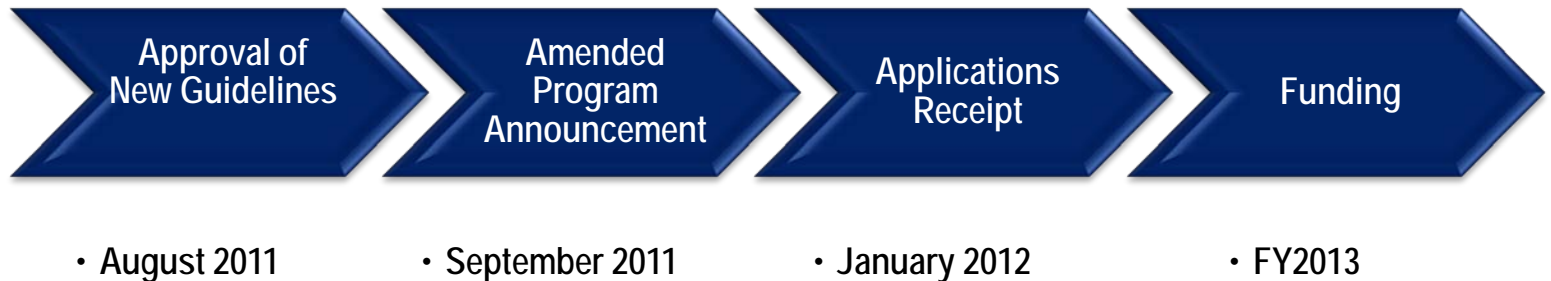 Approval of
New Guidelines
Amended
Program
Announcement
Applications
Receipt
Funding
• August 2011
• September 2011
• January 2012
• FY2013